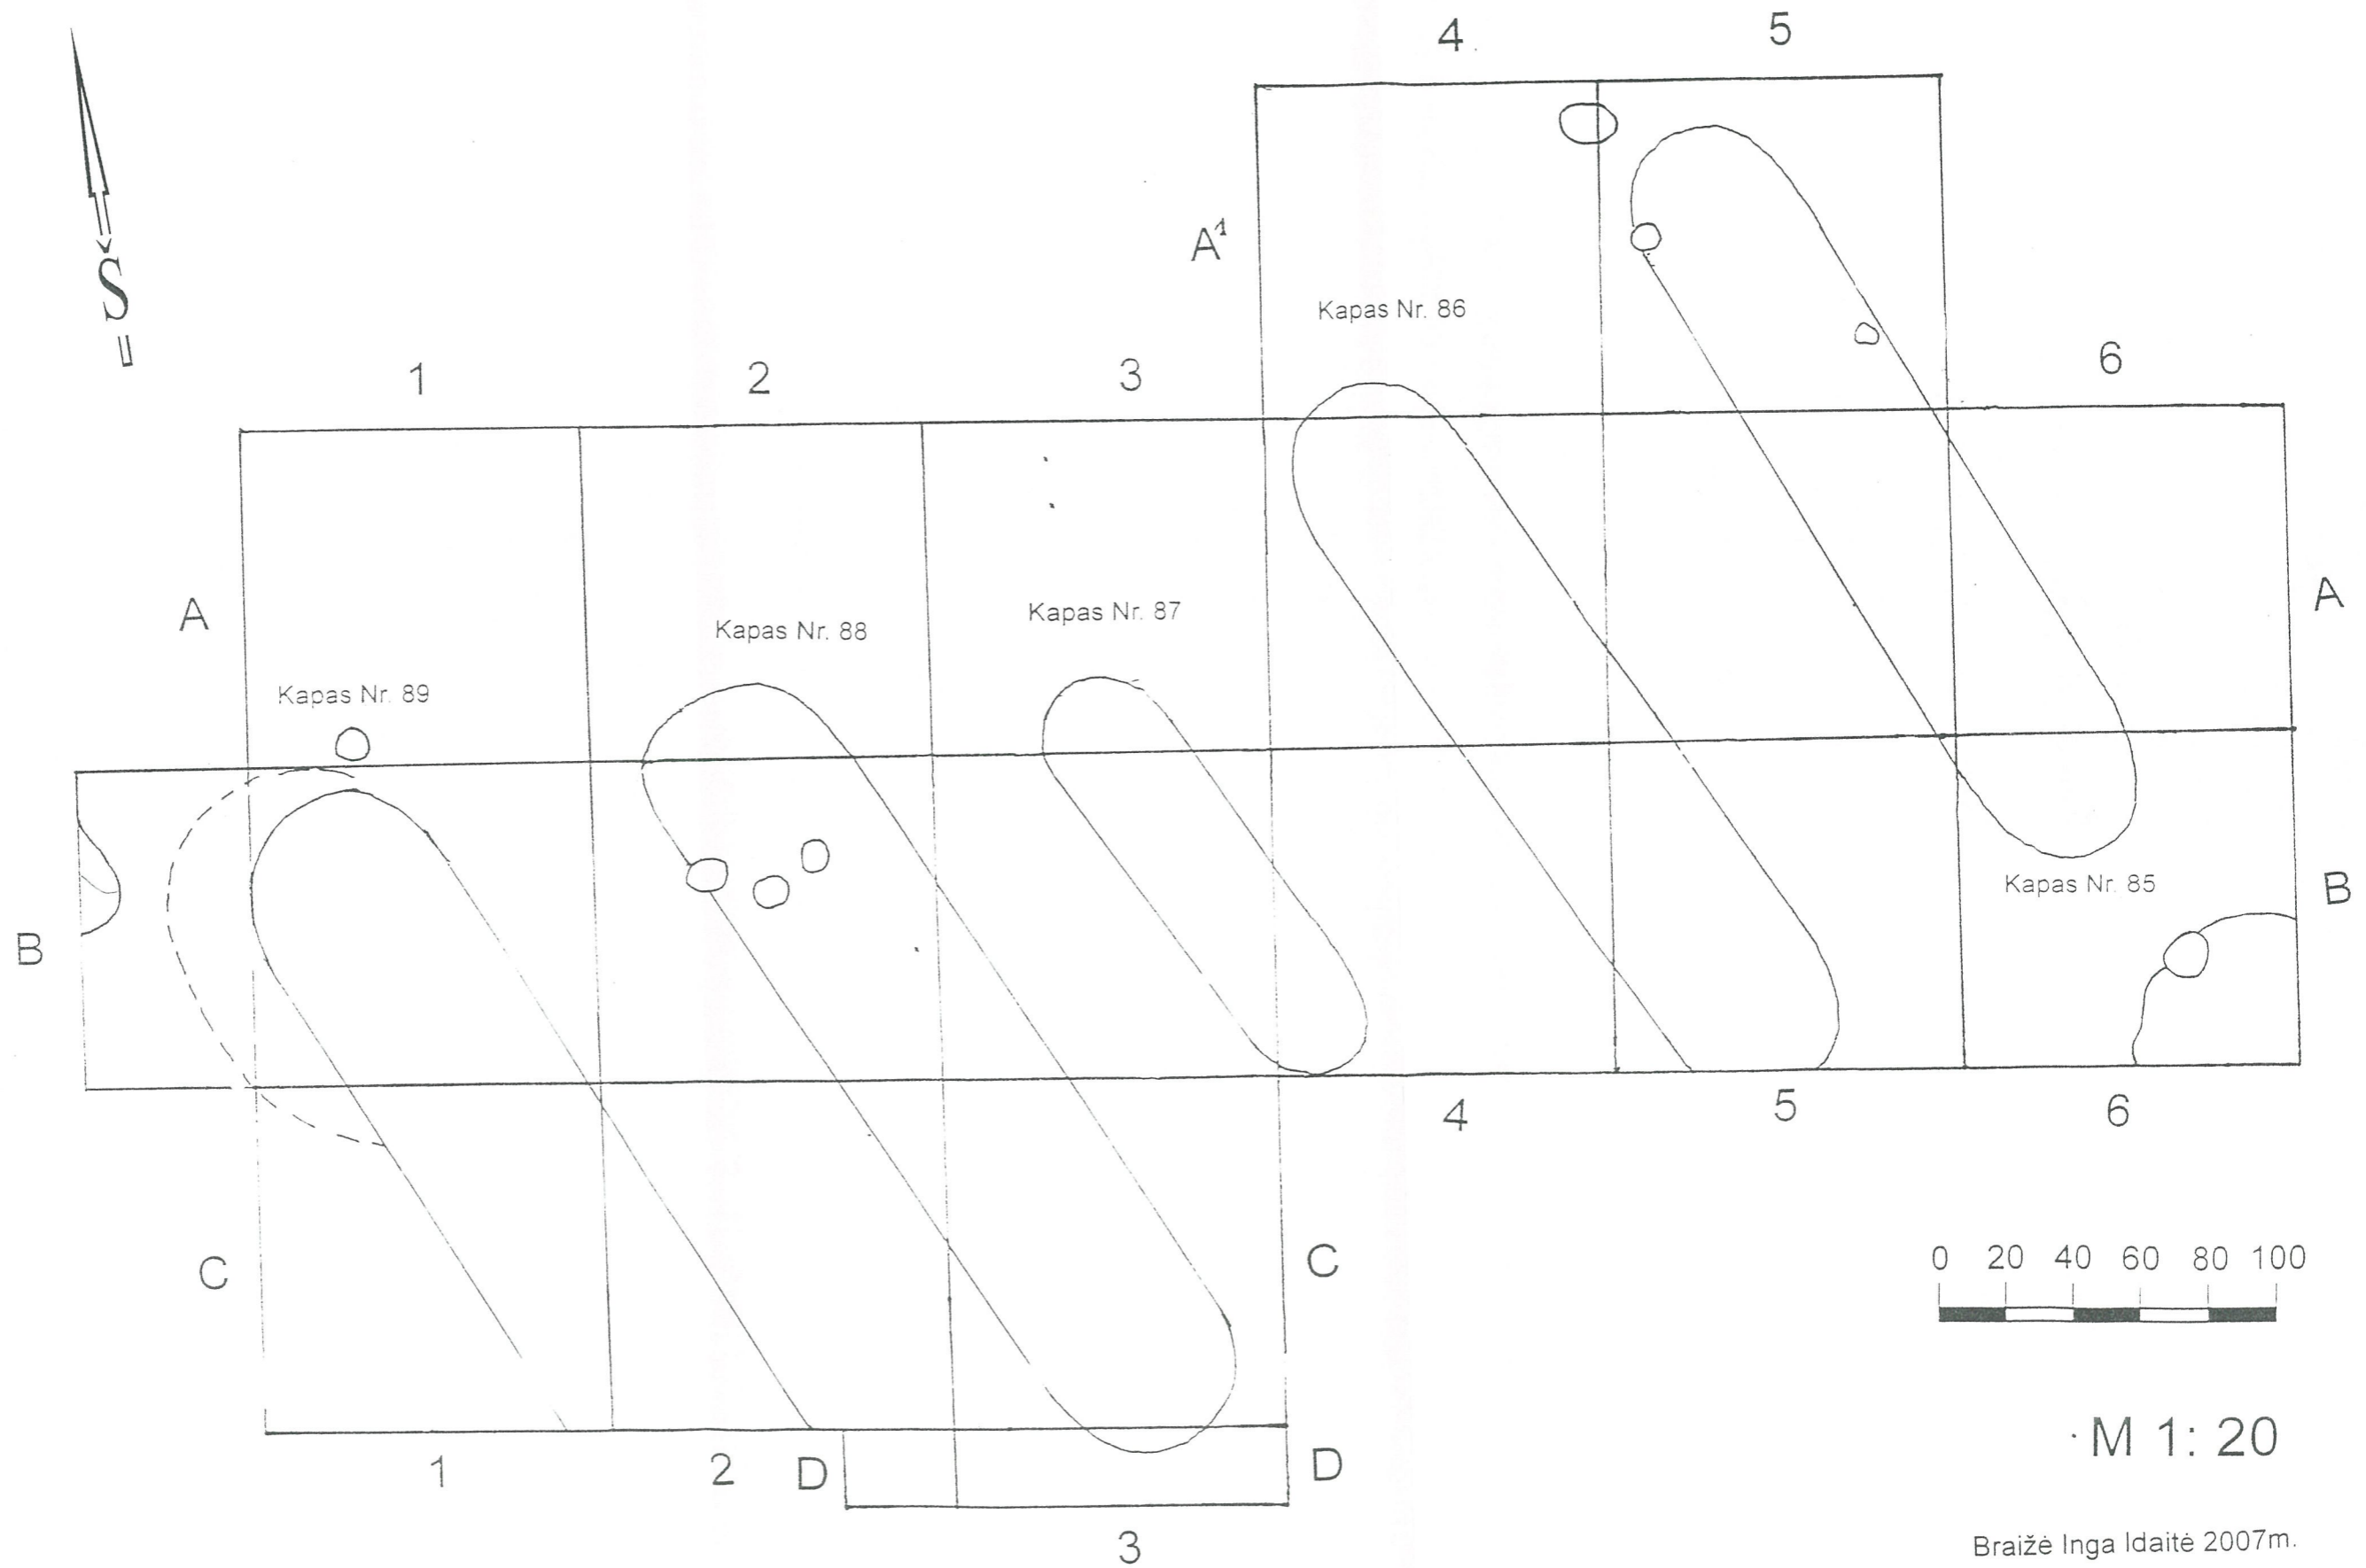 4
5
A¹
Š
Kapas Nr. 86
1
2
3
6
A
Kapas Nr. 88
Kapas Nr. 87
A
Kapas Nr. 89
B
Kapas Nr. 85
B
4
5
6
C
C
0 20 40 60 80 100
M 1: 20
1
2
D
D
3
Braižė Inga Idaitė 2007m.